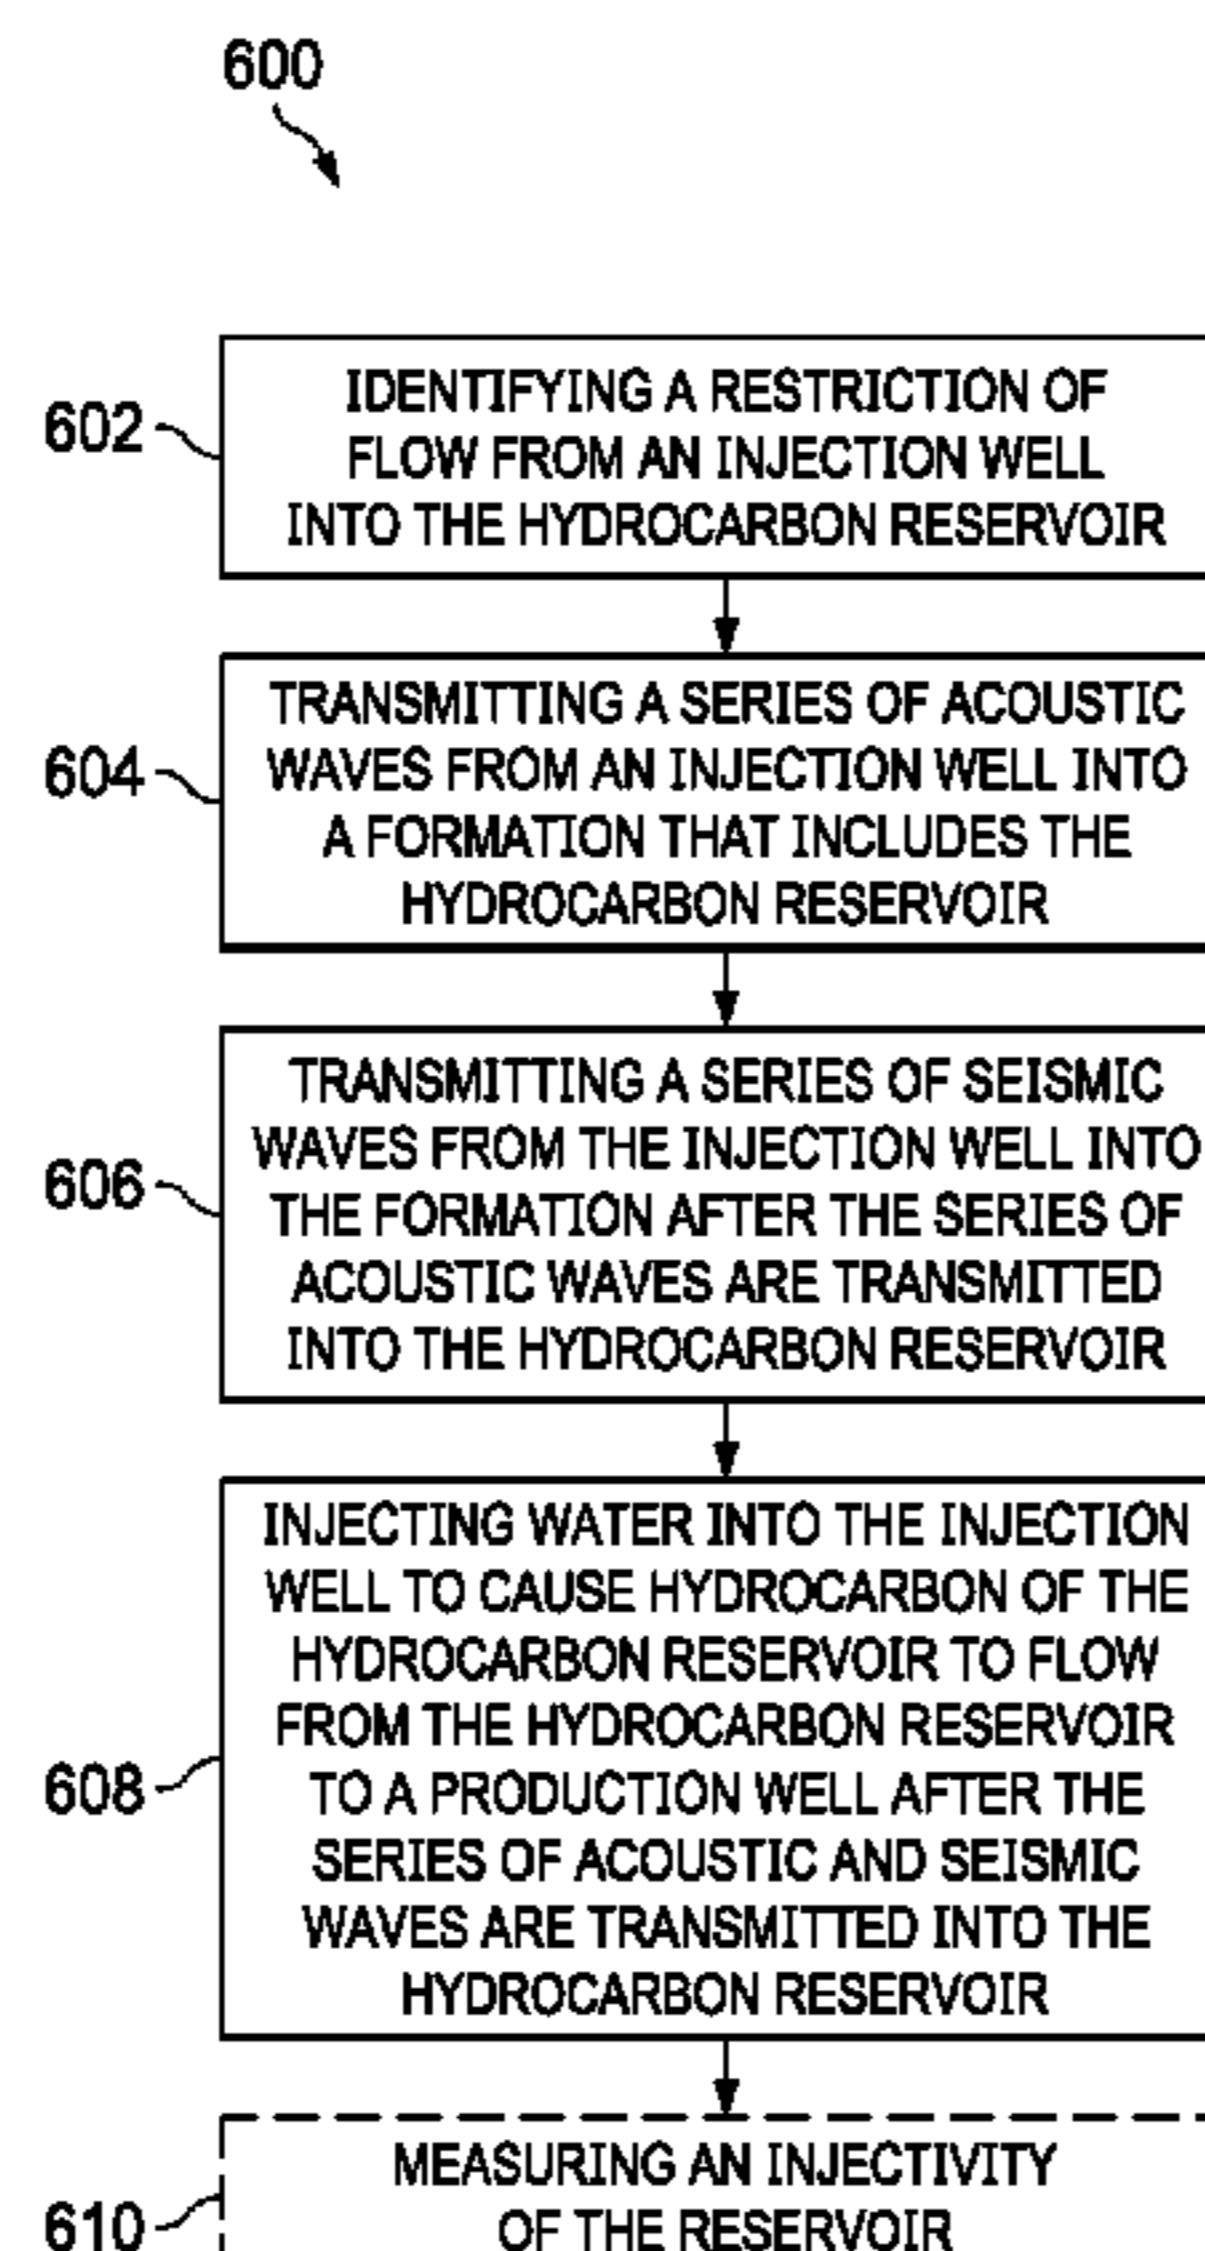 600
602
IDENTIFYING A RESTRICTION OF
FLOW FROM AN INJECTION WELL
INTO THE HYDROCARBON RESERVOIR
604
TRANSMITTING A SERIES OF ACOUSTIC
WAVES FROM AN INJECTION WELL INTO
A FORMATION THAT INCLUDES THE
HYDROCARBON RESERVOIR
606
TRANSMITTING A SERIES OF SEISMIC
WAVES FROM THE INJECTION WELL INTO
THE FORMATION AFTER THE SERIES OF
ACOUSTIC WAVES ARE TRANSMITTED
INTO THE HYDROCARBON RESERVOIR
608
INJECTING WATER INTO THE INJECTION
WELL TO CAUSE HYDROCARBON OF THE
HYDROCARBON RESERVOIR TO FLOW
FROM THE HYDROCARBON RESERVOIR
TO A PRODUCTION WELL AFTER THE
SERIES OF ACOUSTIC AND SEISMIC
WAVES ARE TRANSMITTED INTO THE
HYDROCARBON RESERVOIR
610
MEASURING AN INJECTIVITY
OF THE RESERVOIR